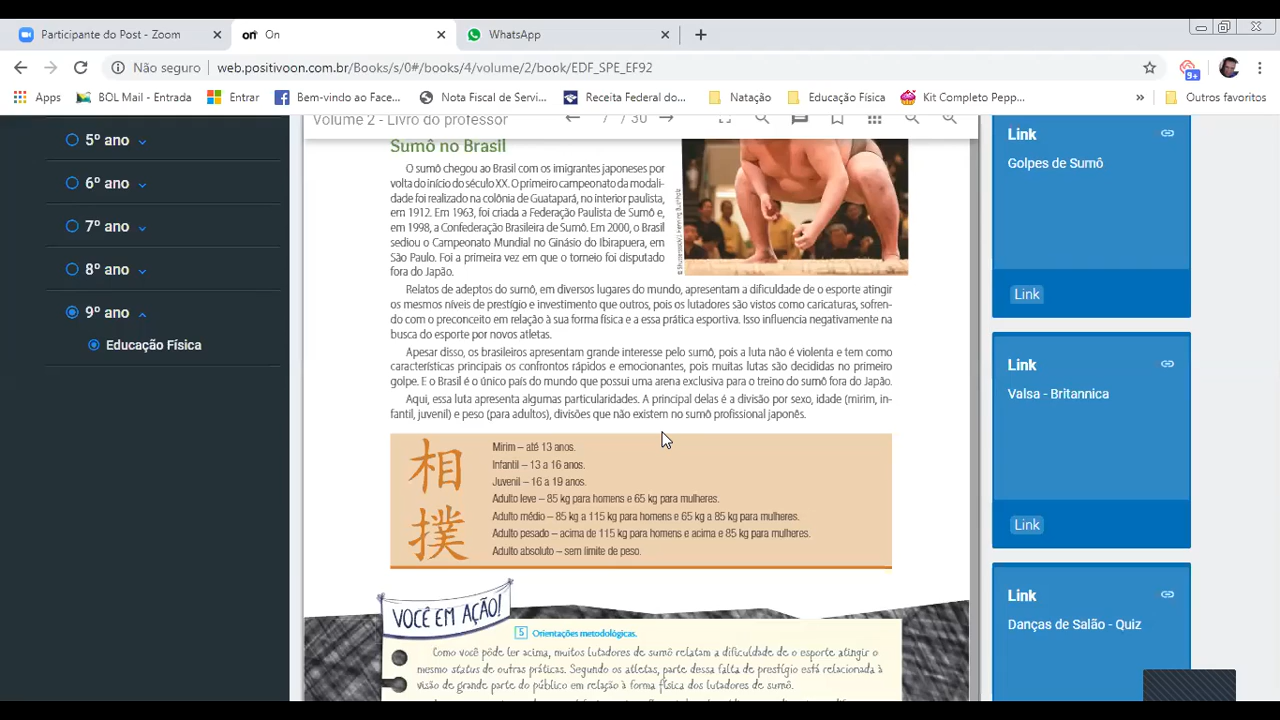 Participante do Post - Zoom
On
WhatsApp
Não seguro
web.positivoon.com.br/Books/s/0#/books/4/volume/2/book/EDF_SPE_EF92
9+
Apps
BOL Mail - Entrada
Entrar
Bem-vindo ao Face...
Nota Fiscal de Servi...
Receita Federal do...
Natação
Educação Física
Kit Completo Pepp...
»
Outros favoritos
5º ano
6º ano
7º ano
8º ano
9º ano
Educação Física
Volume 2 - Livro do professor
7 / 30
Sumô no Brasil
O sumô chegou ao Brasil com os imigrantes japoneses por
volta do início do século XX. O primeiro campeonato da modali-
dade foi realizado na colônia de Guatapará, no interior paulista,
em 1912. Em 1963, foi criada a Federação Paulista de Sumô e,
em 1998, a Confederação Brasileira de Sumô. Em 2000, o Brasil
sediou o Campeonato Mundial no Ginásio do Ibirapuera, em
São Paulo. Foi a primeira vez em que o torneio foi disputado
fora do Japão.
Relatos de adeptos do sumô, em diversos lugares do mundo, apresentam a dificuldade de o esporte atingir
os mesmos níveis de prestígio e investimento que outros, pois os lutadores são vistos como caricaturas, sofren-
do com o preconceito em relação à sua forma física e a essa prática esportiva. Isso influencia negativamente na
busca do esporte por novos atletas.
Apesar disso, os brasileiros apresentam grande interesse pelo sumô, pois a luta não é violenta e tem como
características principais os confrontos rápidos e emocionantes, pois muitas lutas são decididas no primeiro
golpe. E o Brasil é o único país do mundo que possui uma arena exclusiva para o treino do sumô fora do Japão.
Aqui, essa luta apresenta algumas particularidades. A principal delas é a divisão por sexo, idade (mirim, in-
fantil, juvenil) e peso (para adultos), divisões que não existem no sumô profissional japonês.
相
撲
Mirim – até 13 anos.
Infantil – 13 a 16 anos.
Juvenil – 16 a 19 anos.
Adulto leve – 85 kg para homens e 65 kg para mulheres.
Adulto médio – 85 kg a 115 kg para homens e 65 kg a 85 kg para mulheres.
Adulto pesado – acima de 115 kg para homens e acima e 85 kg para mulheres.
Adulto absoluto – sem limite de peso.
VOCÊ EM AÇÃO!
5 Orientações metodológicas.
Como você pôde ler acima, muitos lutadores de sumô relatam a dificuldade de o esporte atingir o
mesmo status de outras práticas. Segundo os atletas, parte dessa falta de prestígio está relacionada à
visão de grande parte do público em relação à forma física dos lutadores de sumô.
Link
Golpes de Sumô
Link
Link
Valsa - Britannica
Link
Link
Danças de Salão - Quiz